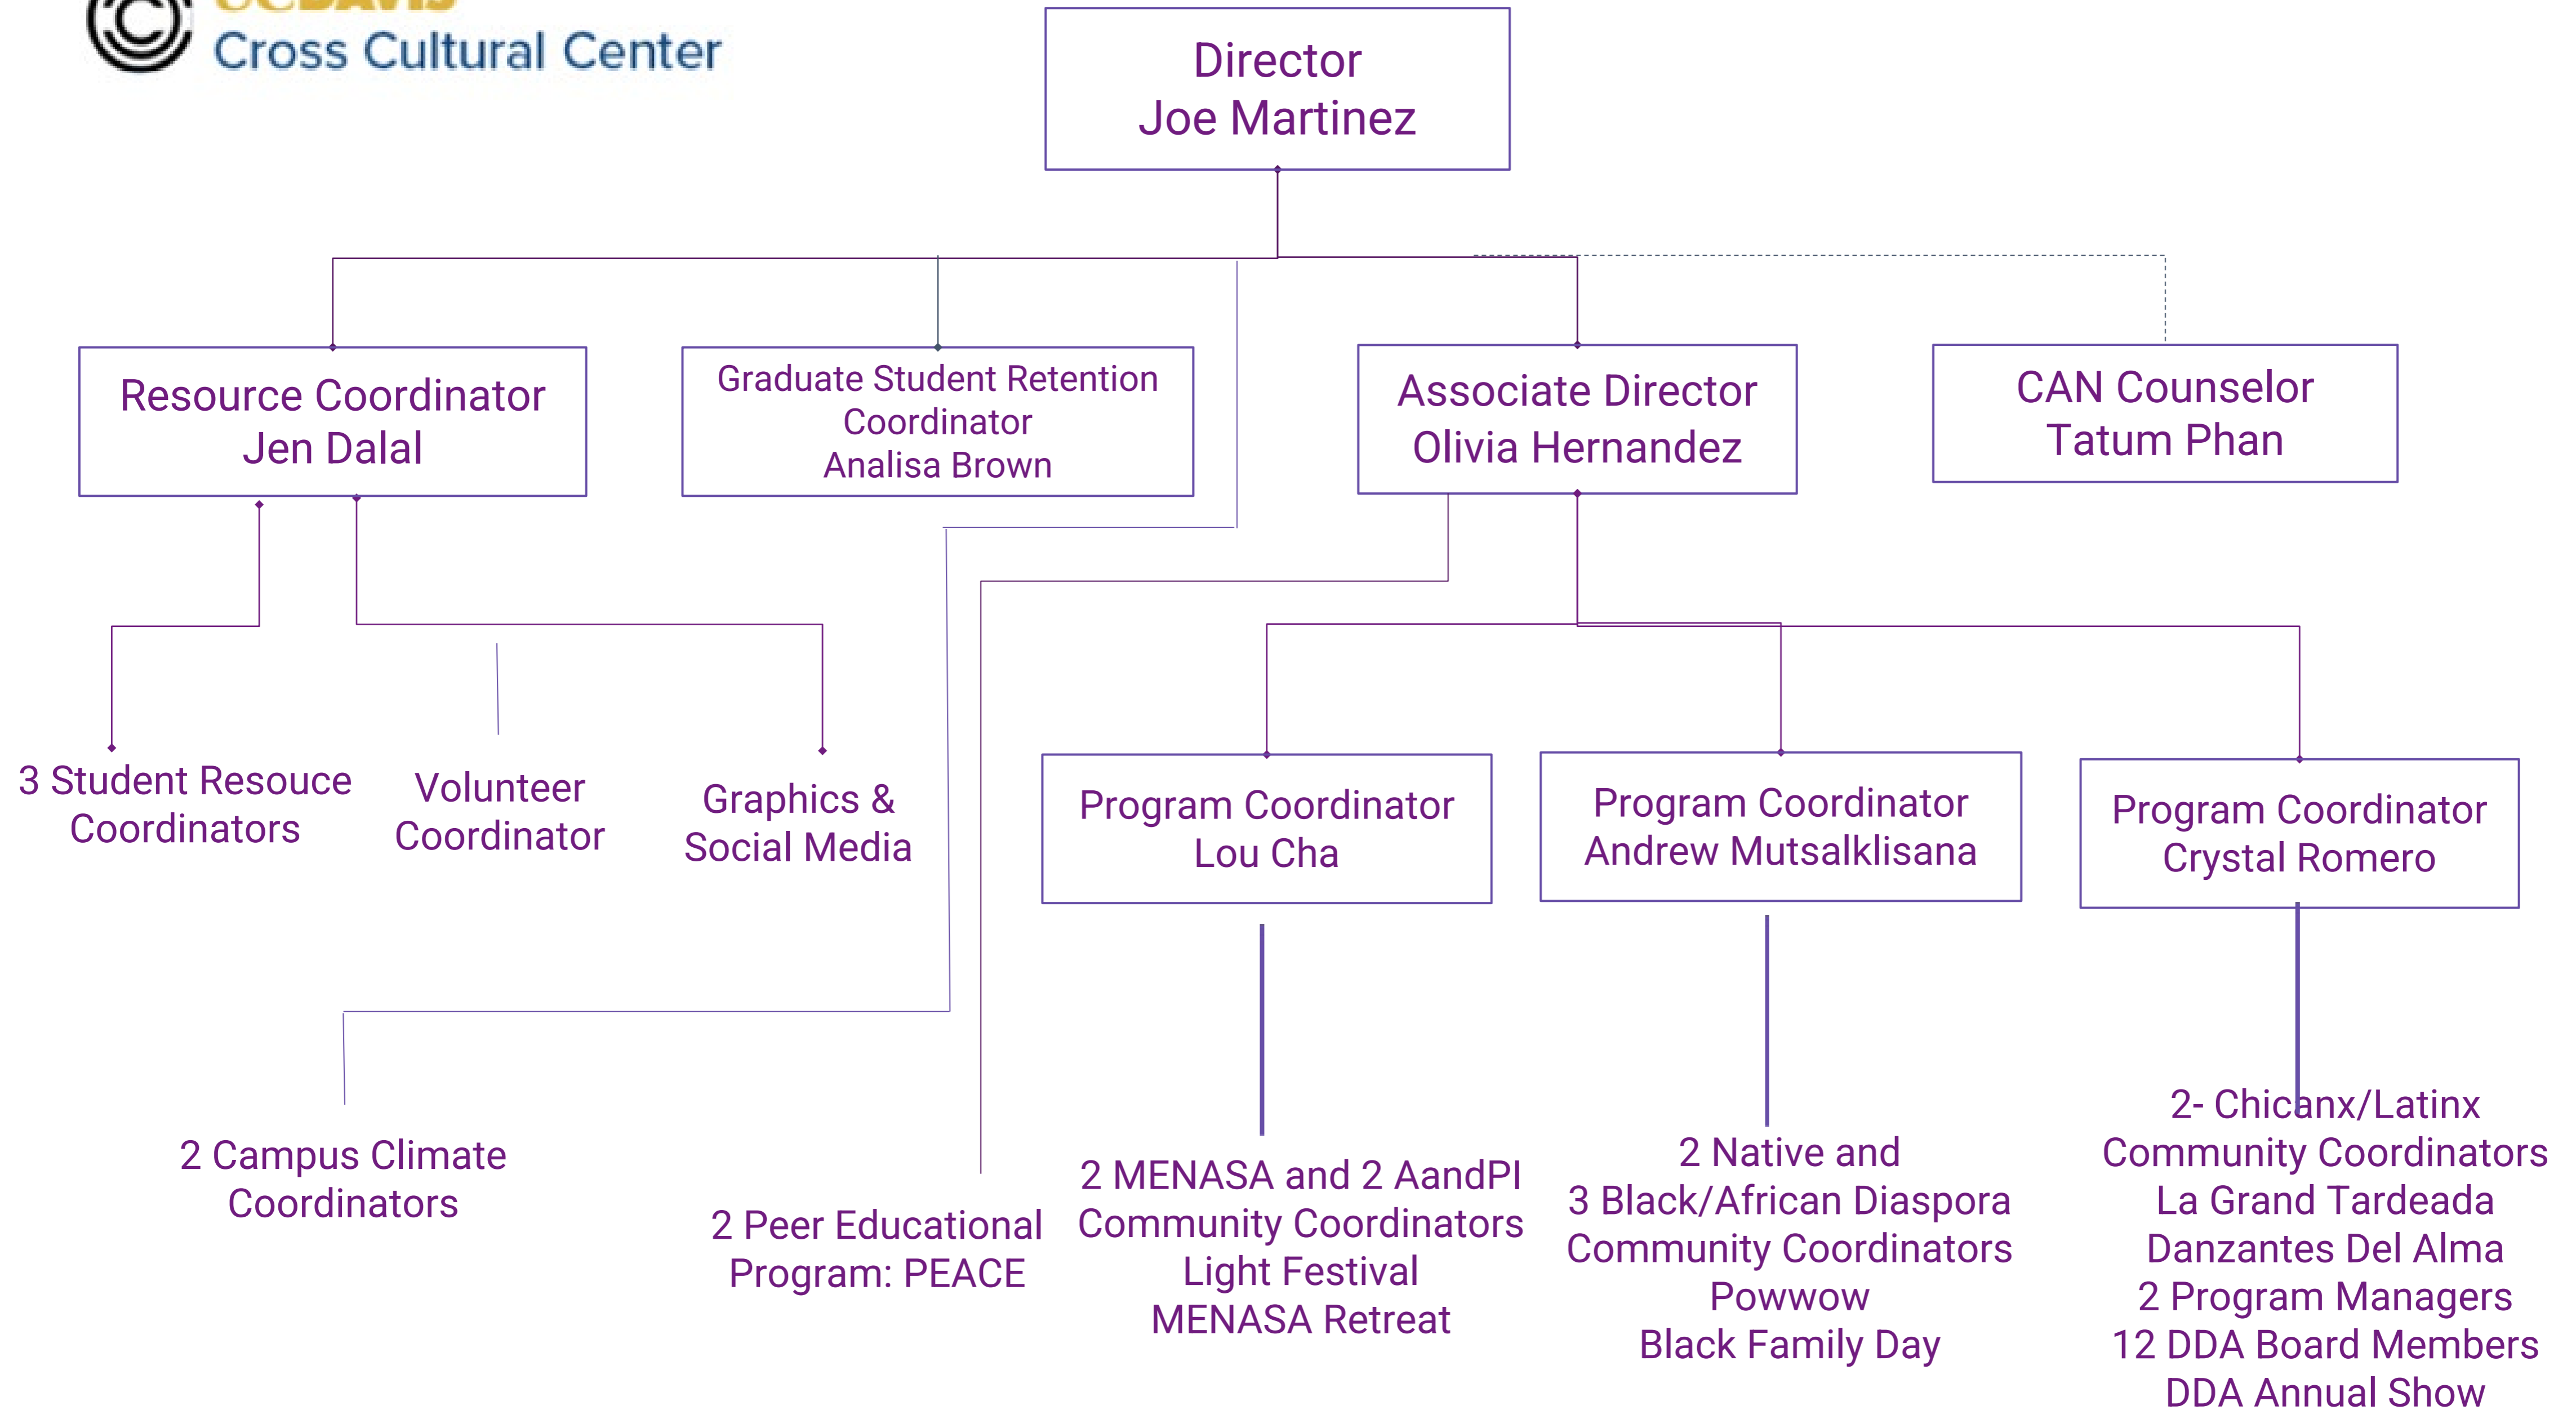 UCDAVIS
Cross Cultural Center
Director
Joe Martinez
Resource Coordinator
Jen Dalal
Graduate Student Retention
Coordinator
Analisa Brown
Associate Director
Olivia Hernandez
CAN Counselor
Tatum Phan
3 Student Resouce
Coordinators
Volunteer
Coordinator
Graphics &
Social Media
Program Coordinator
Lou Cha
Program Coordinator
Andrew Mutsalklisana
Program Coordinator
Crystal Romero
2 Campus Climate
Coordinators
2 Peer Educational
Program: PEACE
2 MENASA and 2 AandPI
Community Coordinators
Light Festival
MENASA Retreat
2 Native and
3 Black/African Diaspora
Community Coordinators
Powwow
Black Family Day
2- Chicanx/Latinx
Community Coordinators
La Grand Tardeada
Danzantes Del Alma
2 Program Managers
12 DDA Board Members
DDA Annual Show